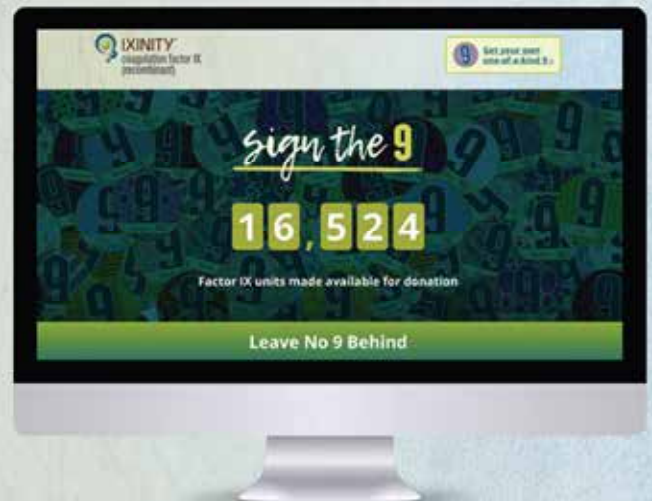 IXINITY™
coagulation factor IX
(recombinant)
Get your own
one-of-a-kind 9 »
sign the 9
16,524
Factor IX units made available for donation
Leave No 9 Behind